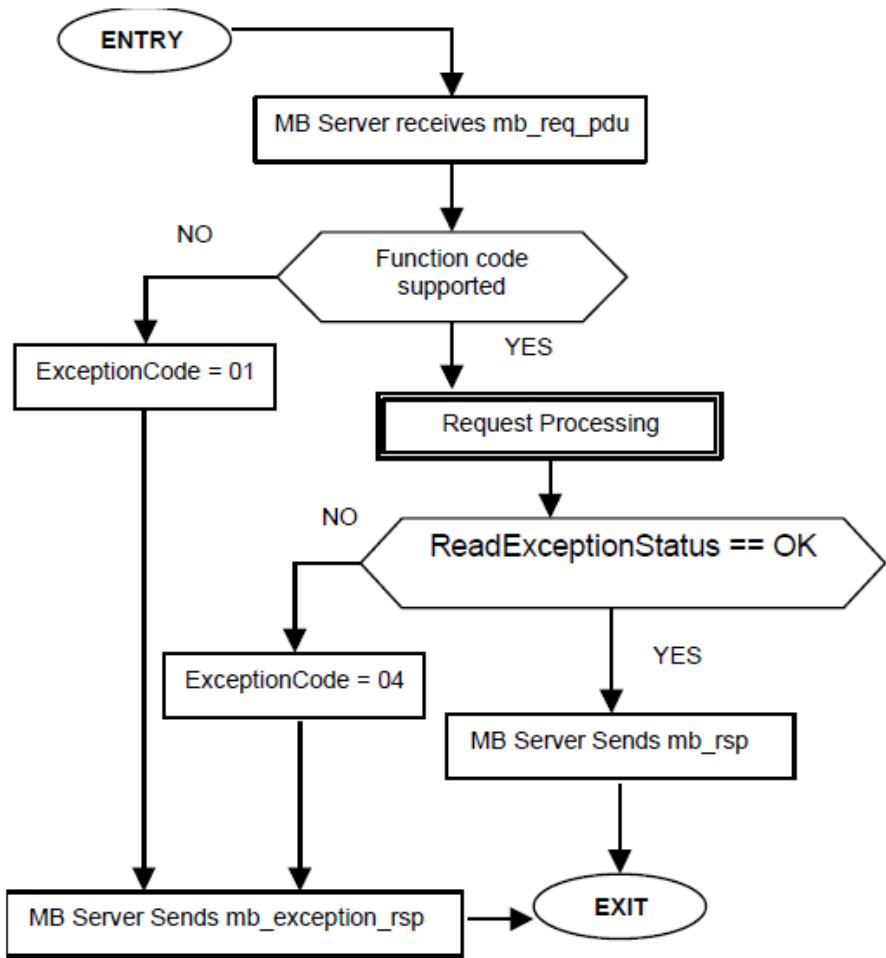 ENTRY
MB Server receives mb_req_pdu
NO
Function code
supported
YES
ExceptionCode = 01
Request Processing
NO
ReadExceptionStatus == OK
YES
ExceptionCode = 04
MB Server Sends mb_rsp
MB Server Sends mb_exception_rsp
EXIT